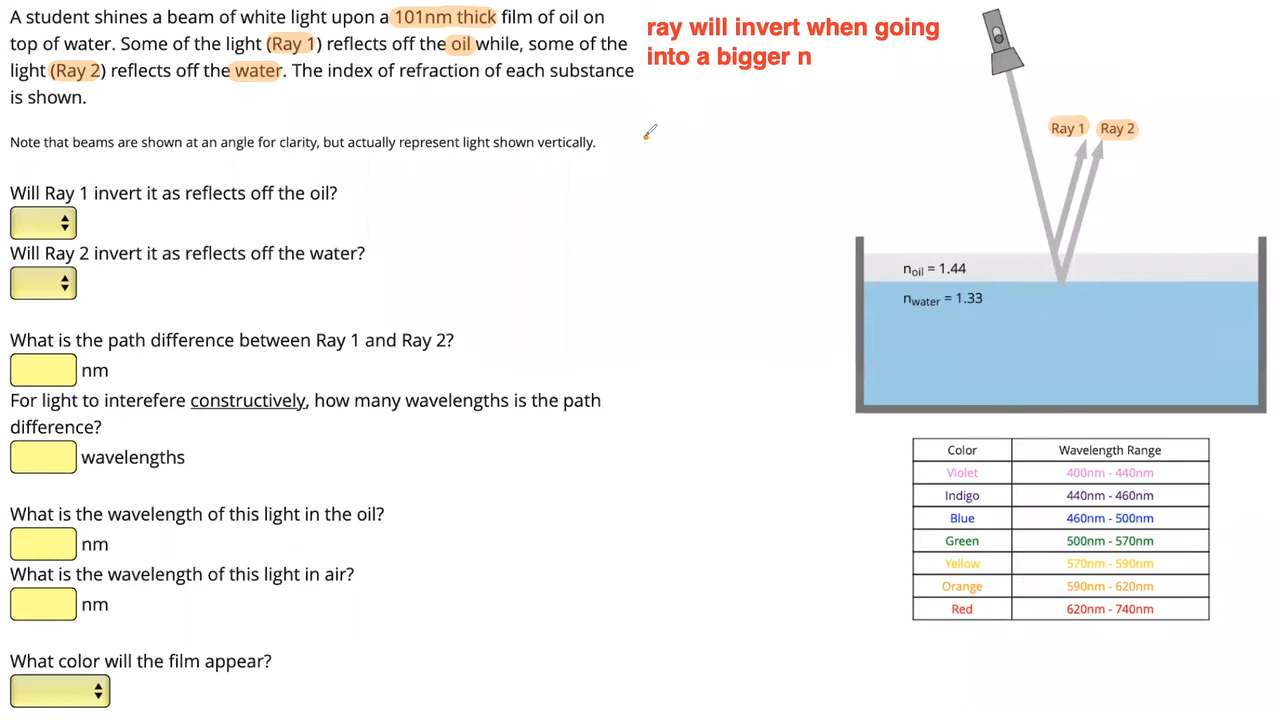 A student shines a beam of white light upon a 101nm thick film of oil on
top of water. Some of the light (Ray 1) reflects off the oil while, some of the
light (Ray 2) reflects off the water. The index of refraction of each substance
is shown.
Note that beams are shown at an angle for clarity, but actually represent light shown vertically.
Will Ray 1 invert it as reflects off the oil?
Will Ray 2 invert it as reflects off the water?
What is the path difference between Ray 1 and Ray 2?
nm
For light to interefere constructively, how many wavelengths is the path
difference?
wavelengths
What is the wavelength of this light in the oil?
nm
What is the wavelength of this light in air?
nm
What color will the film appear?
ray will invert when going
into a bigger n
Ray 1 Ray 2
noil = 1.44
nwater = 1.33
Color Wavelength Range
Violet 400nm - 440nm
Indigo 440nm - 460nm
Blue 460nm - 500nm
Green 500nm - 570nm
Yellow 570nm - 590nm
Orange 590nm - 620nm
Red 620nm - 740nm